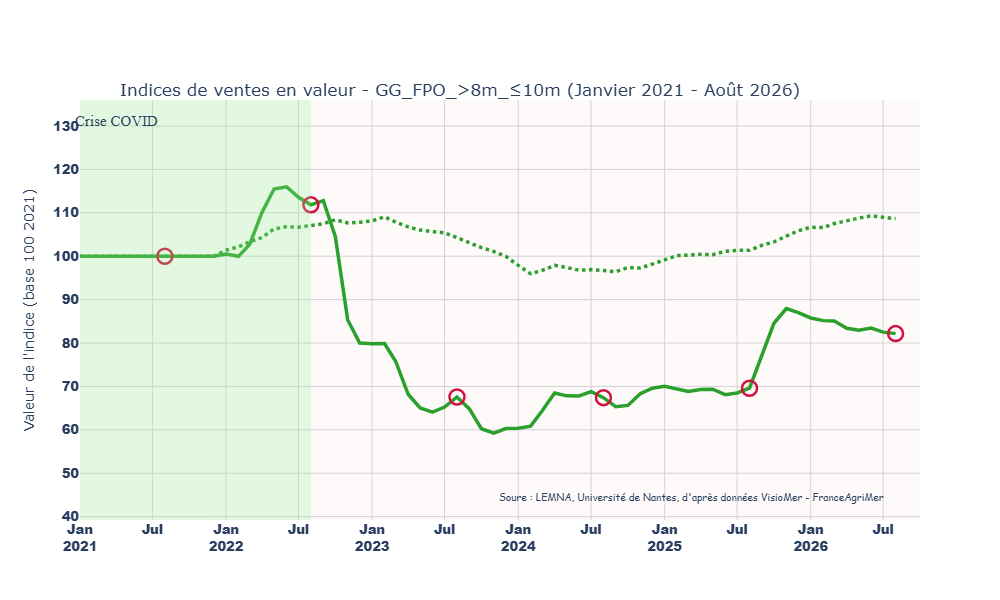 Indices de ventes en valeur - GG_FPO_>8m_≤10m (Janvier 2021 - Août 2026)
Crise COVID
Valeur de l'indice (base 100 2021)
130
120
110
100
90
80
70
60
50
40
Soure : LEMNA, Université de Nantes, d'après données VisioMer - FranceAgriMer
Jan Jul Jan Jul Jan Jul Jan Jul Jan Jul Jan Jul
2021 2022 2023 2024 2025 2026